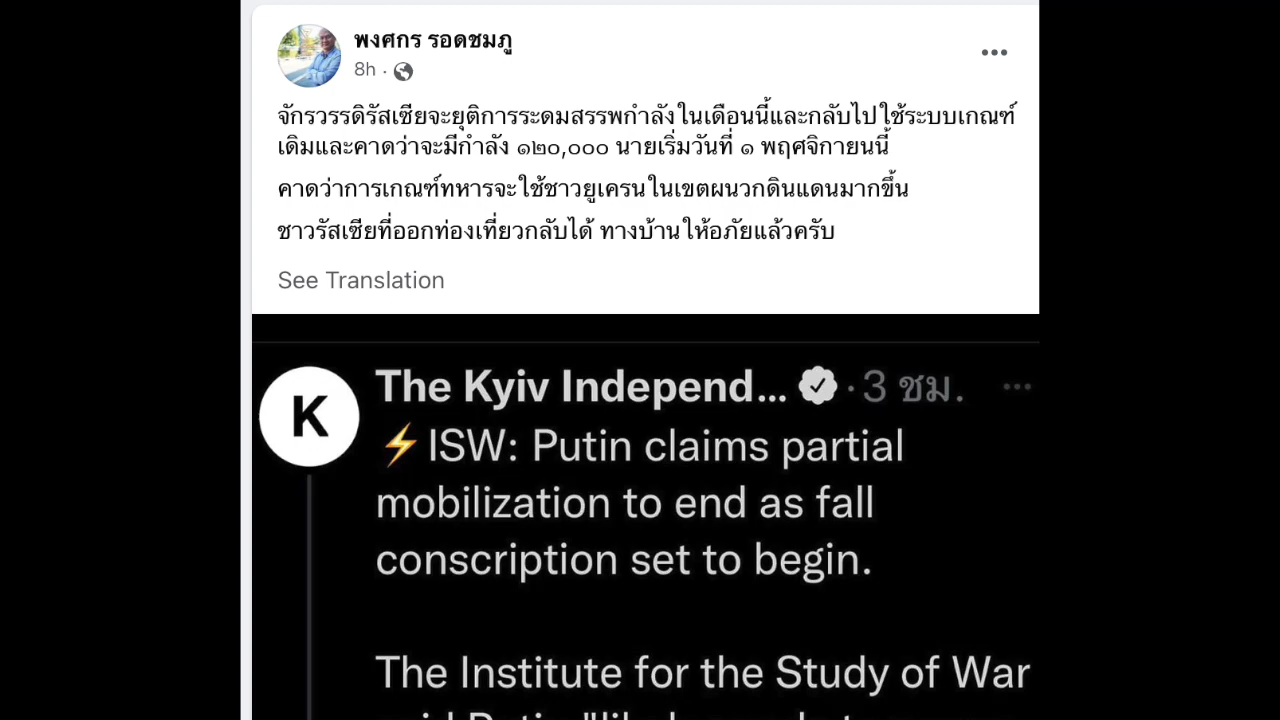 พงศกร รอดชมภู
8h ·
จักรวรรดิรัสเซียจะยุติการระดมสรรพกำลังในเดือนนี้และกลับไปใช้ระบบเกณฑ์
เดิมและคาดว่าจะมีกำลัง ๑๒๐,๐๐๐ นายเริ่มวันที่ ๑ พฤศจิกายนนี้
คาดว่าการเกณฑ์ทหารจะใช้ชาวยูเครนในเขตผนวกดินแดนมากขึ้น
ชาวรัสเซียที่ออกท่องเที่ยวกลับได้ ทางบ้านให้อภัยแล้วครับ
See Translation
K
The Kyiv Independ... · 3 ชม.
⚡ISW: Putin claims partial
mobilization to end as fall
conscription set to begin.
The Institute for the Study of War